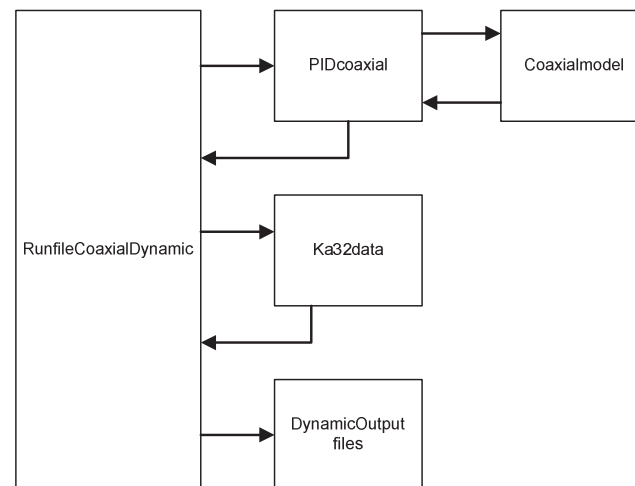 PIDcoaxial
Coaxialmodel
RunfileCoaxialDynamic
Ka32data
DynamicOutput
files